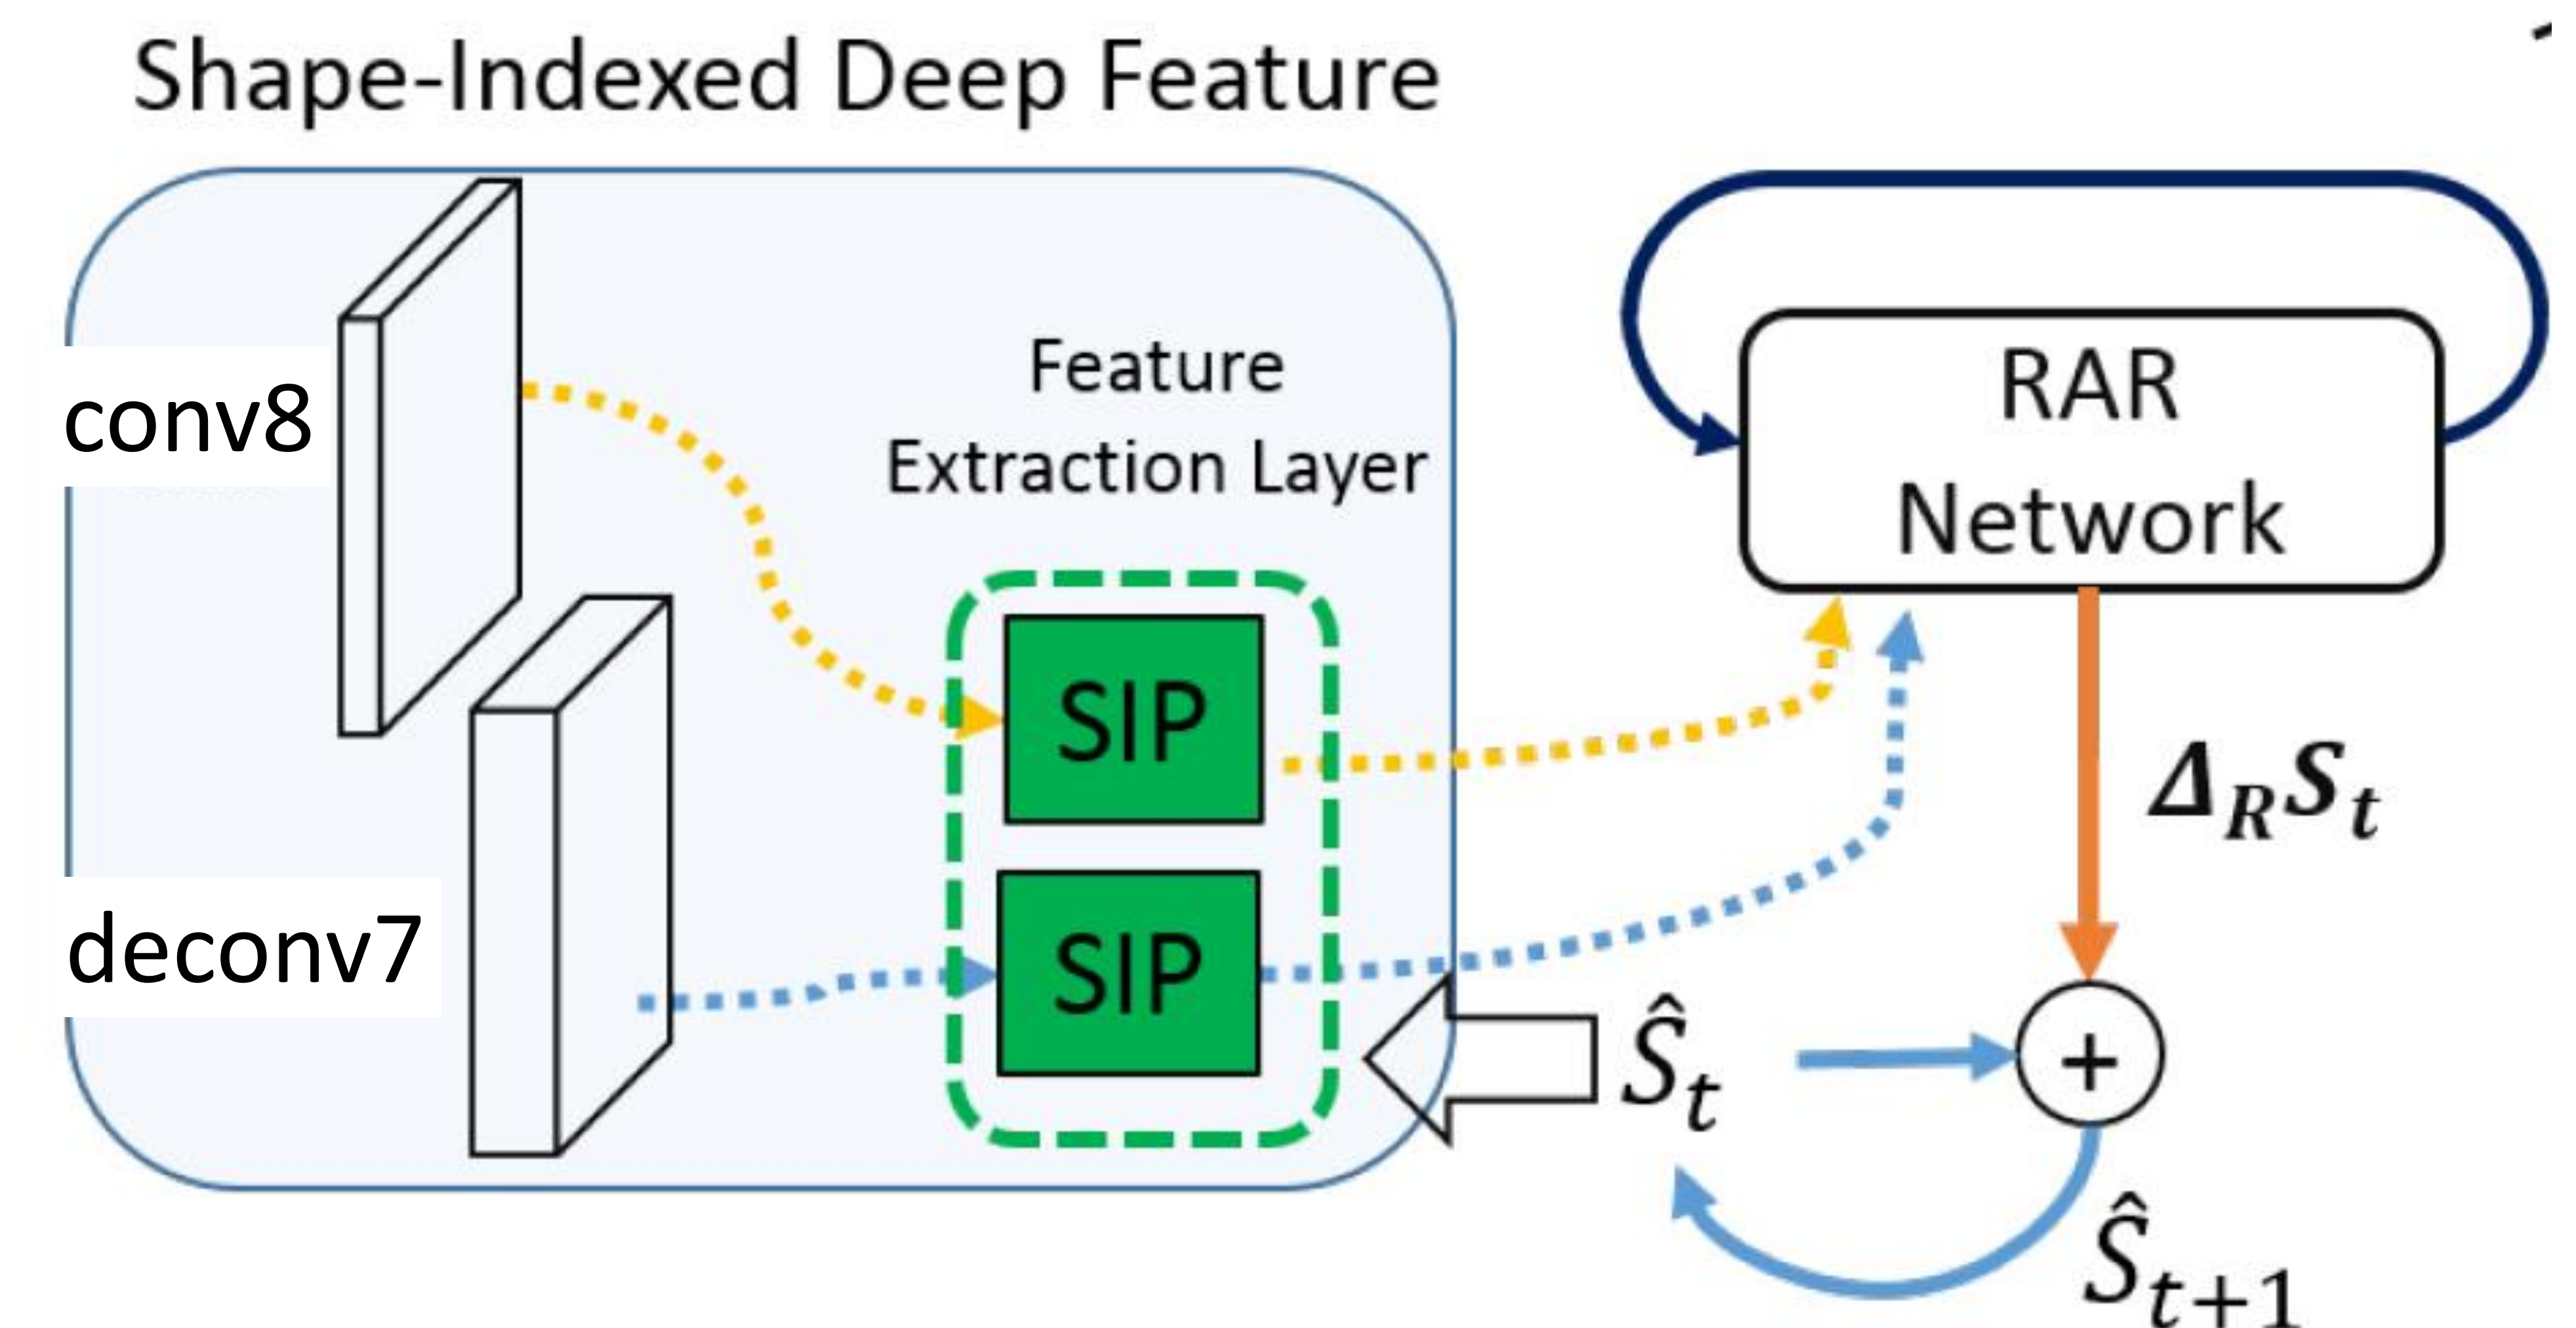 Shape-Indexed Deep Feature
conv8
Feature
Extraction Layer
RAR
Network
SIP
Δ_R S_t
deconv7
SIP
Ŝ_t
+
Ŝ_{t+1}